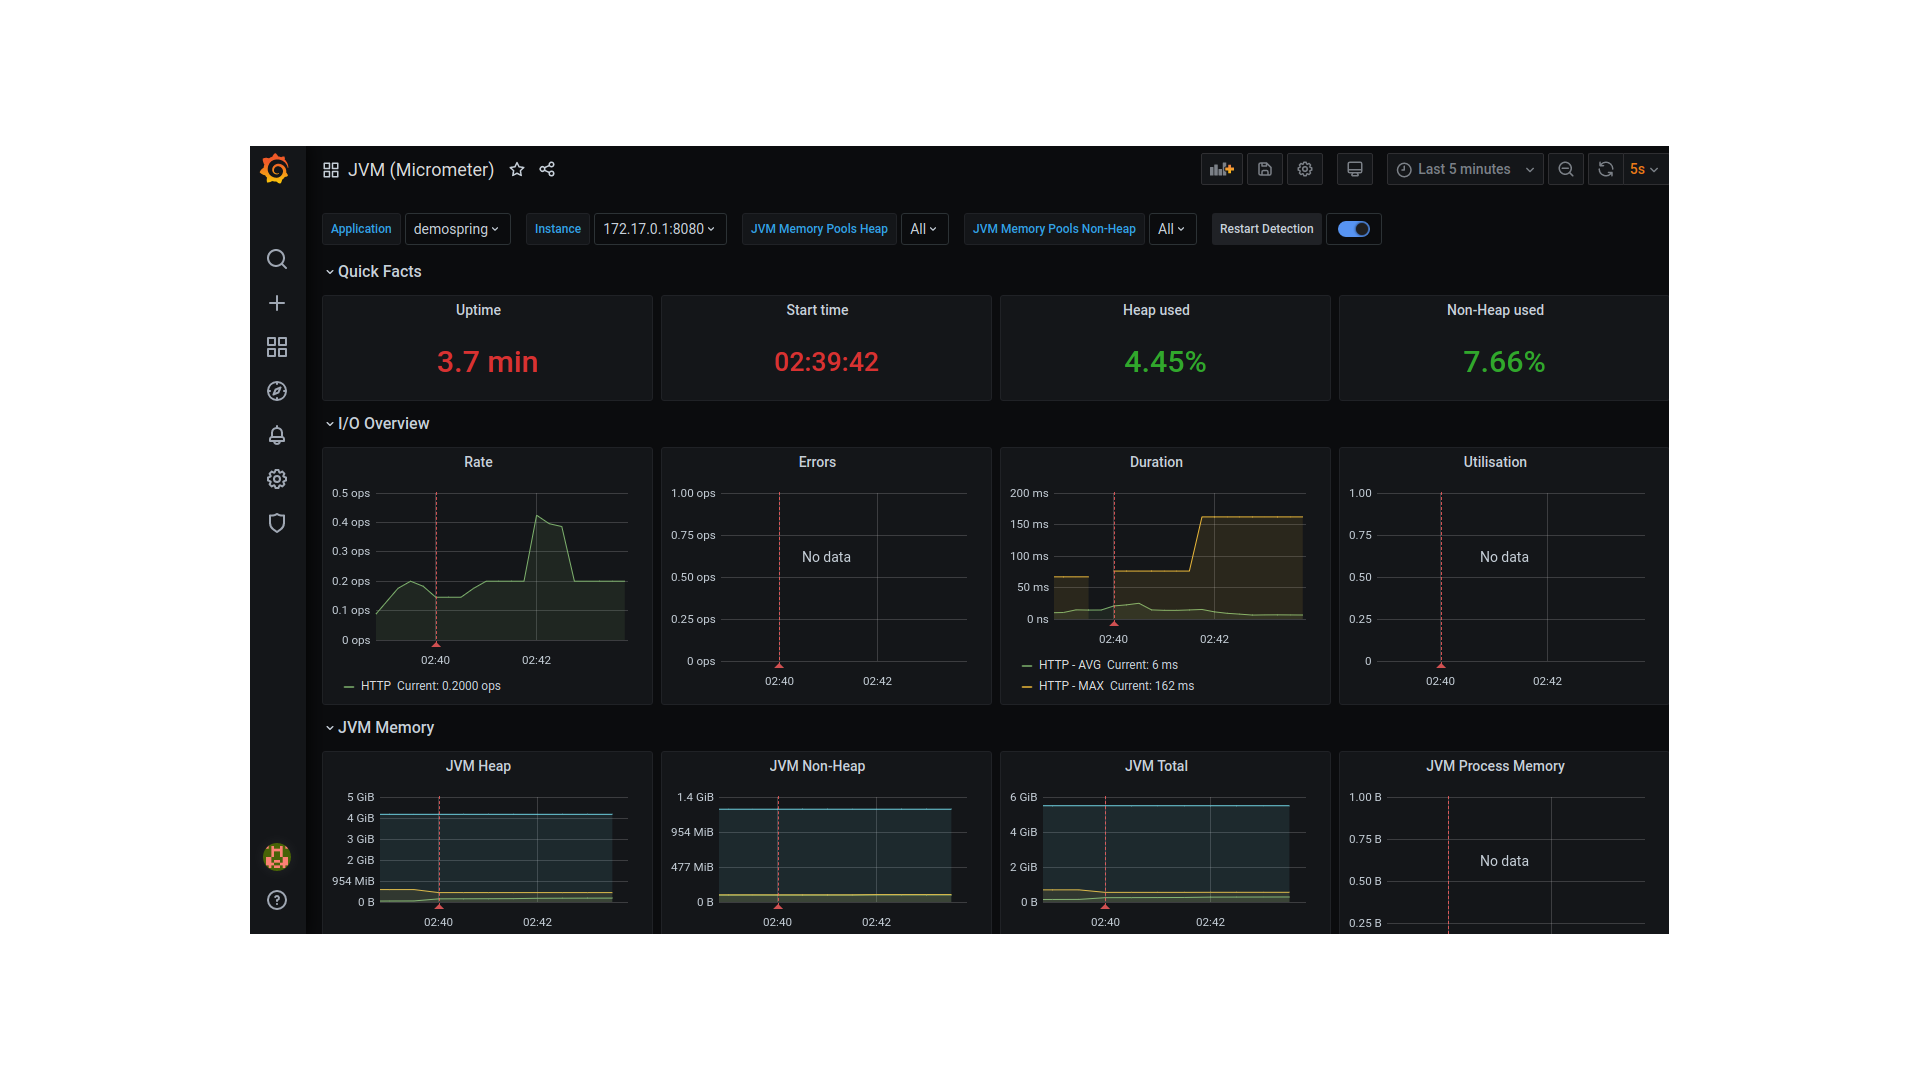 JVM (Micrometer)
Last 5 minutes
5s
Application demospring Instance 172.17.0.1:8080 JVM Memory Pools Heap All JVM Memory Pools Non-Heap All Restart Detection
Quick Facts
Uptime
3.7 min
Start time
02:39:42
Heap used
4.45%
Non-Heap used
7.66%
I/O Overview
Rate
0.5 ops
0.4 ops
0.3 ops
0.2 ops
0.1 ops
0 ops
02:40 02:42
HTTP Current: 0.2000 ops
Errors
1.00 ops
0.75 ops
0.50 ops
0.25 ops
0 ops
No data
02:40 02:42
Duration
200 ms
150 ms
100 ms
50 ms
0 ns
02:40 02:42
HTTP - AVG Current: 6 ms
HTTP - MAX Current: 162 ms
Utilisation
1.00
0.75
0.50
0.25
0
No data
02:40 02:42
JVM Memory
JVM Heap
5 GiB
4 GiB
3 GiB
2 GiB
954 MiB
0 B
02:40 02:42
JVM Non-Heap
1.4 GiB
954 MiB
477 MiB
0 B
02:40 02:42
JVM Total
6 GiB
4 GiB
2 GiB
0 B
02:40 02:42
JVM Process Memory
1.00 B
0.75 B
0.50 B
0.25 B
No data